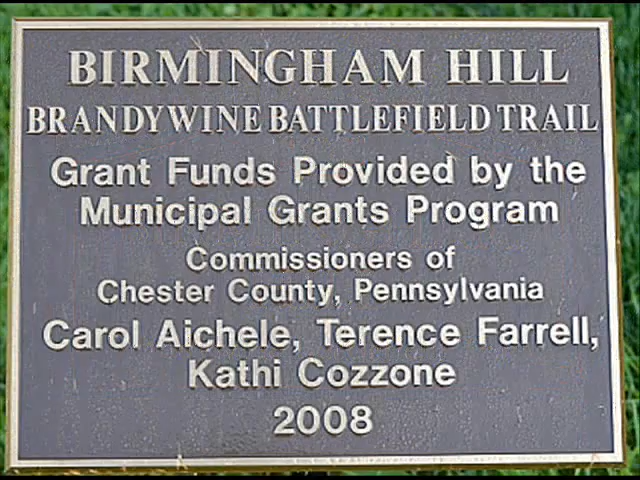 BIRMINGHAM HILL
BRANDYWINE BATTLEFIELD TRAIL
Grant Funds Provided by the
Municipal Grants Program
Commissioners of
Chester County, Pennsylvania
Carol Aichele, Terence Farrell,
Kathi Cozzone
2008